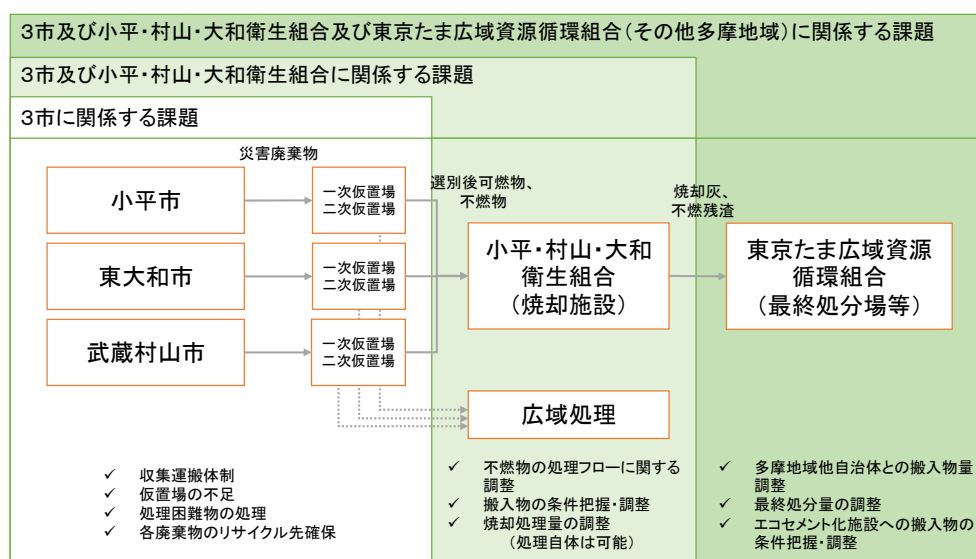 3市及び小平・村山・大和衛生組合及び東京たま広域資源循環組合(その他多摩地域)に関係する課題
3市及び小平・村山・大和衛生組合に関係する課題
3市に関係する課題
災害廃棄物
小平市
一次仮置場
二次仮置場
東大和市
一次仮置場
二次仮置場
武蔵村山市
一次仮置場
二次仮置場
選別後可燃物、
不燃物
小平・村山・大和
衛生組合
(焼却施設)
焼却灰、
不燃残渣
東京たま広域資源
循環組合
(最終処分場等)
広域処理
✓ 収集運搬体制
✓ 仮置場の不足
✓ 処理困難物の処理
✓ 各廃棄物のリサイクル先確保
✓ 不燃物の処理フローに関する
調整
✓ 搬入物の条件把握・調整
✓ 焼却処理量の調整
(処理自体は可能)
✓ 多摩地域他自治体との搬入物量
調整
✓ 最終処分量の調整
✓ エコセメント化施設への搬入物の
条件把握・調整